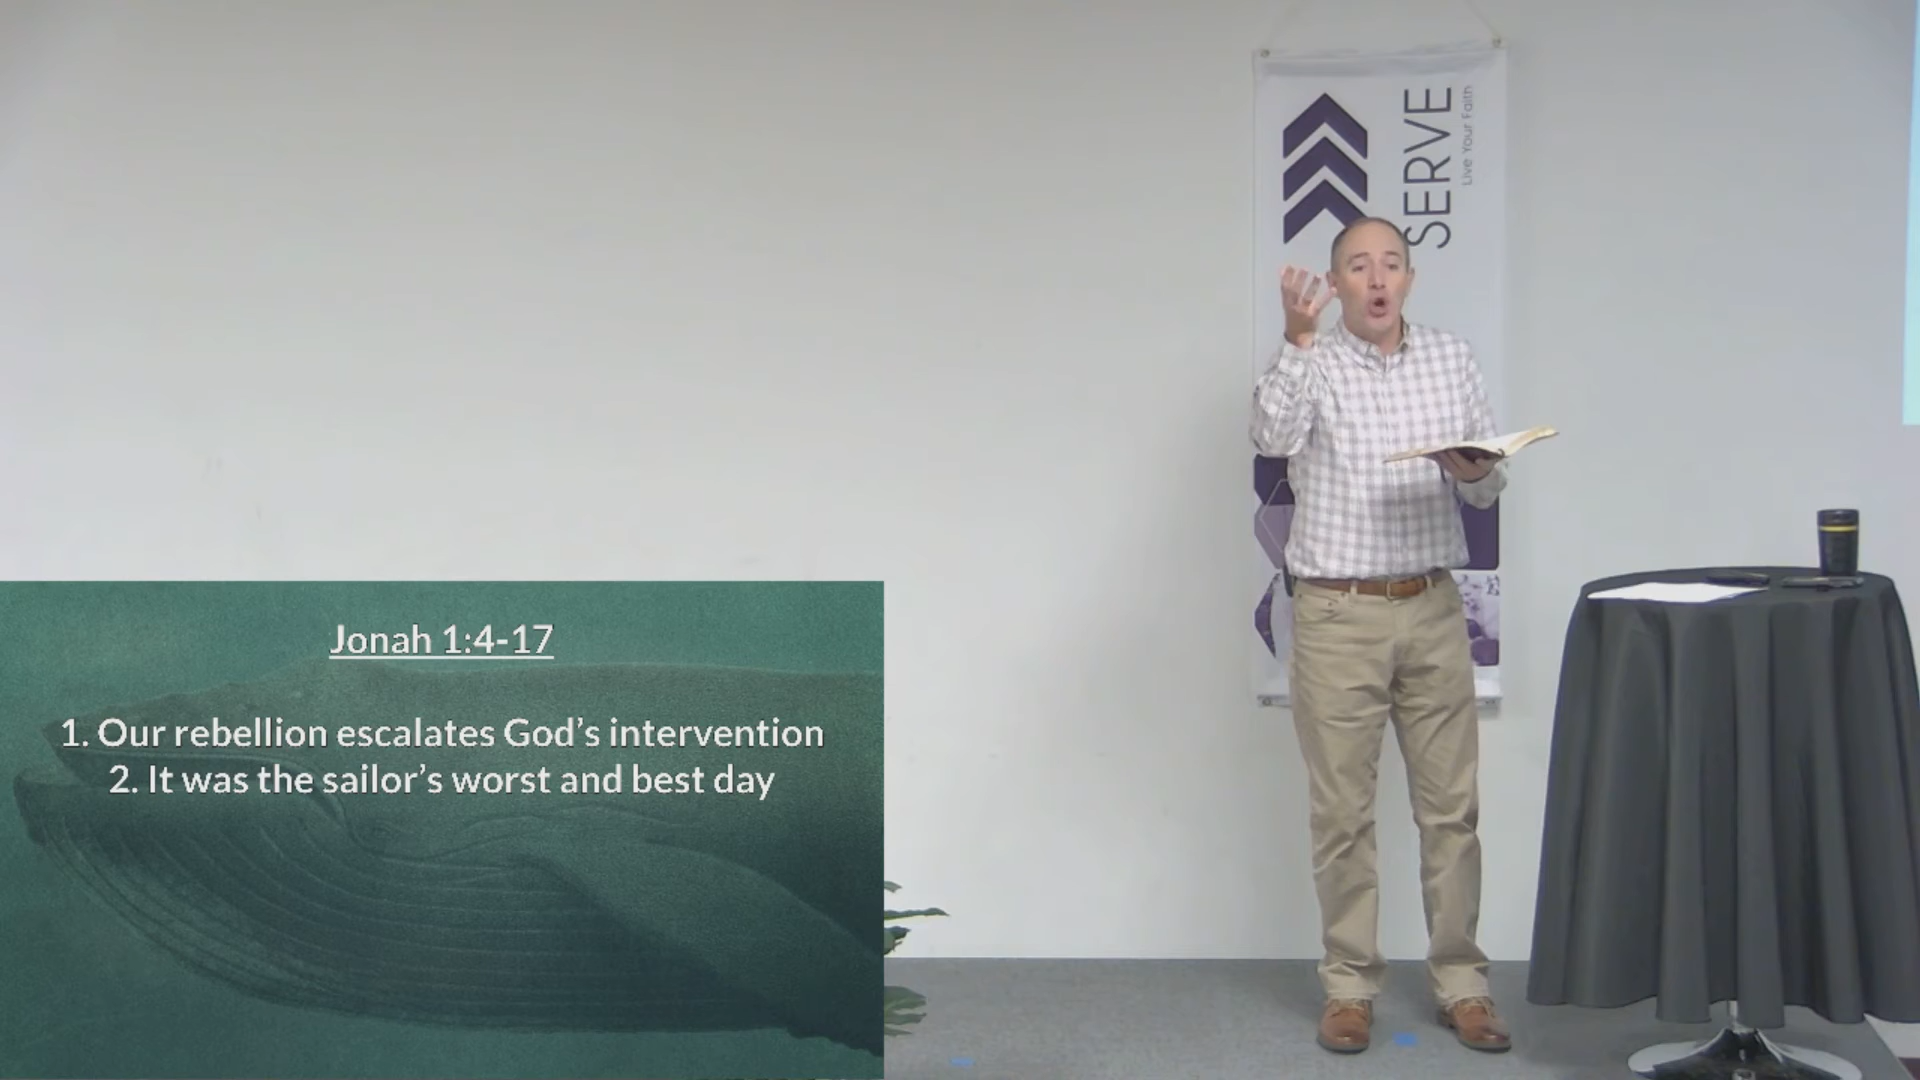 SERVE
Live Your Faith
Jonah 1:4-17
1. Our rebellion escalates God’s intervention
2. It was the sailor’s worst and best day